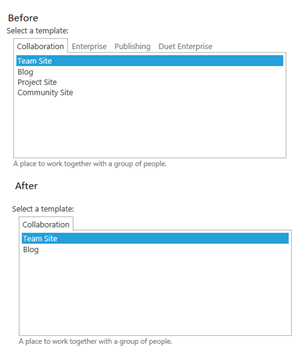 Before
Select a template:
Collaboration Enterprise Publishing Duet Enterprise
Team Site
Blog
Project Site
Community Site
A place to work together with a group of people.
After
Select a template:
Collaboration
Team Site
Blog
A place to work together with a group of people.